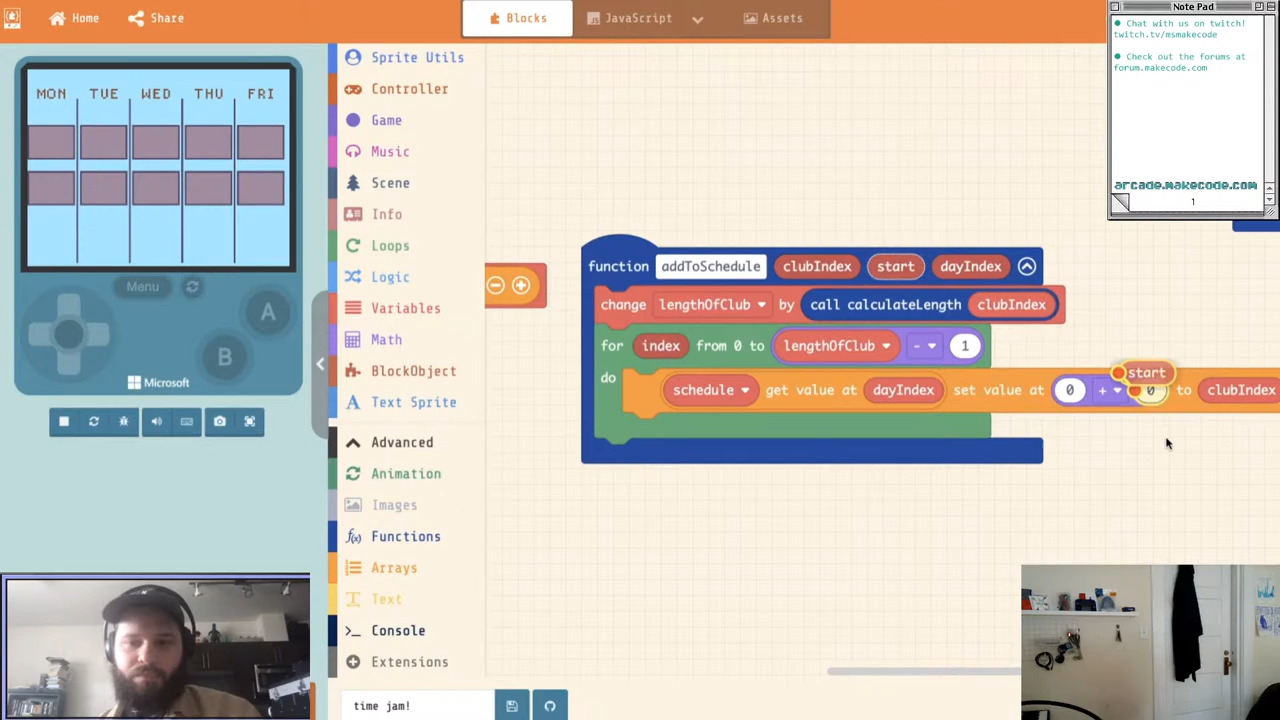 Home
Share
Blocks
JavaScript
Assets
Note Pad
● Chat with us on twitch!
twitch.tv/msmakecode
● Check out the forums at
forum.makecode.com
arcade.makecode.com
1
MON TUE WED THU FRI
Menu
A
B
Microsoft
Sprite Utils
Controller
Game
Music
Scene
Info
Loops
Logic
Variables
Math
BlockObject
Text Sprite
Advanced
Animation
Images
Functions
Arrays
Text
Console
Extensions
function addToSchedule clubIndex start dayIndex
change lengthOfClub by call calculateLength clubIndex
for index from 0 to lengthOfClub - 1
start
do schedule get value at dayIndex set value at 0 + 0 to clubIndex
time jam!